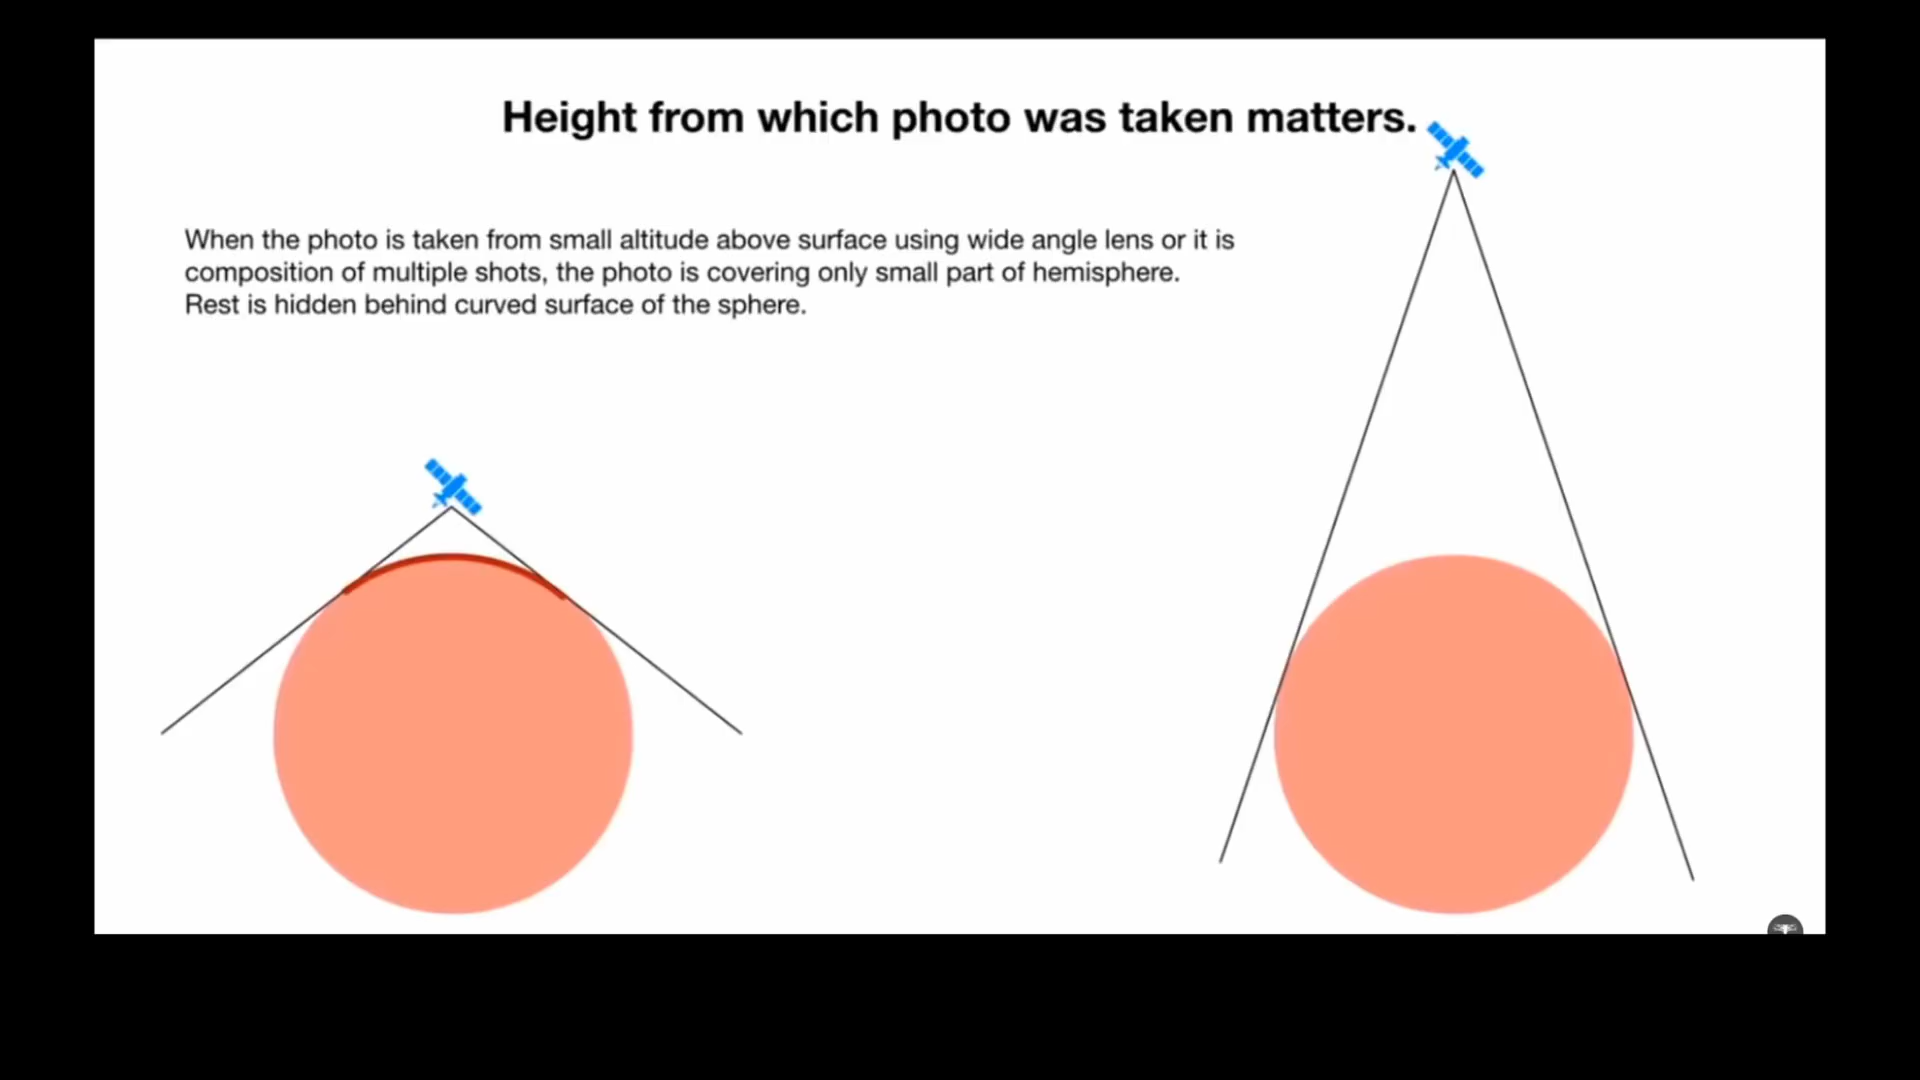 Height from which photo was taken matters.
When the photo is taken from small altitude above surface using wide angle lens or it is
composition of multiple shots, the photo is covering only small part of hemisphere.
Rest is hidden behind curved surface of the sphere.